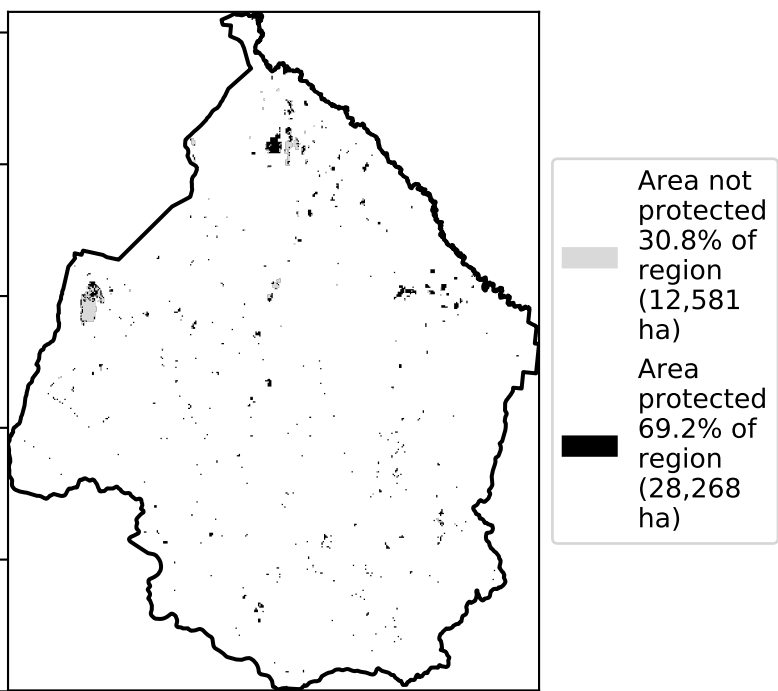 Area not
protected
30.8% of
region
(12,581
ha)
Area
protected
69.2% of
region
(28,268
ha)